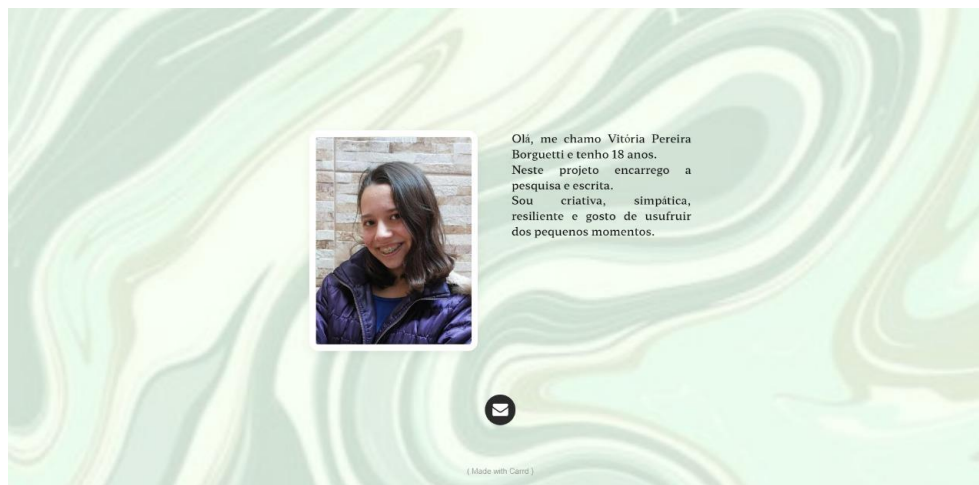 Olá, me chamo Vitória Pereira
Borguetti e tenho 18 anos.
Neste projeto encarrego a
pesquisa e escrita.
Sou criativa, simpática,
resiliente e gosto de usufruir
dos pequenos momentos.
( Made with Carrd )